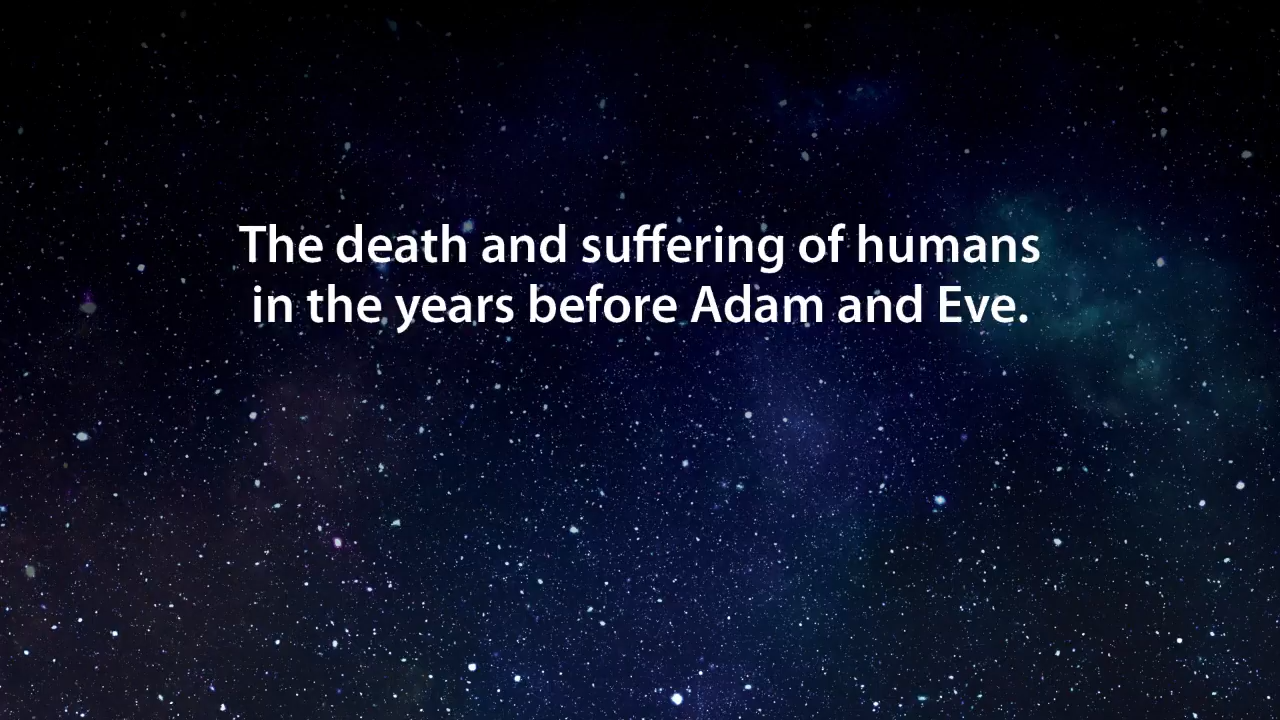 The death and suffering of humans
in the years before Adam and Eve.